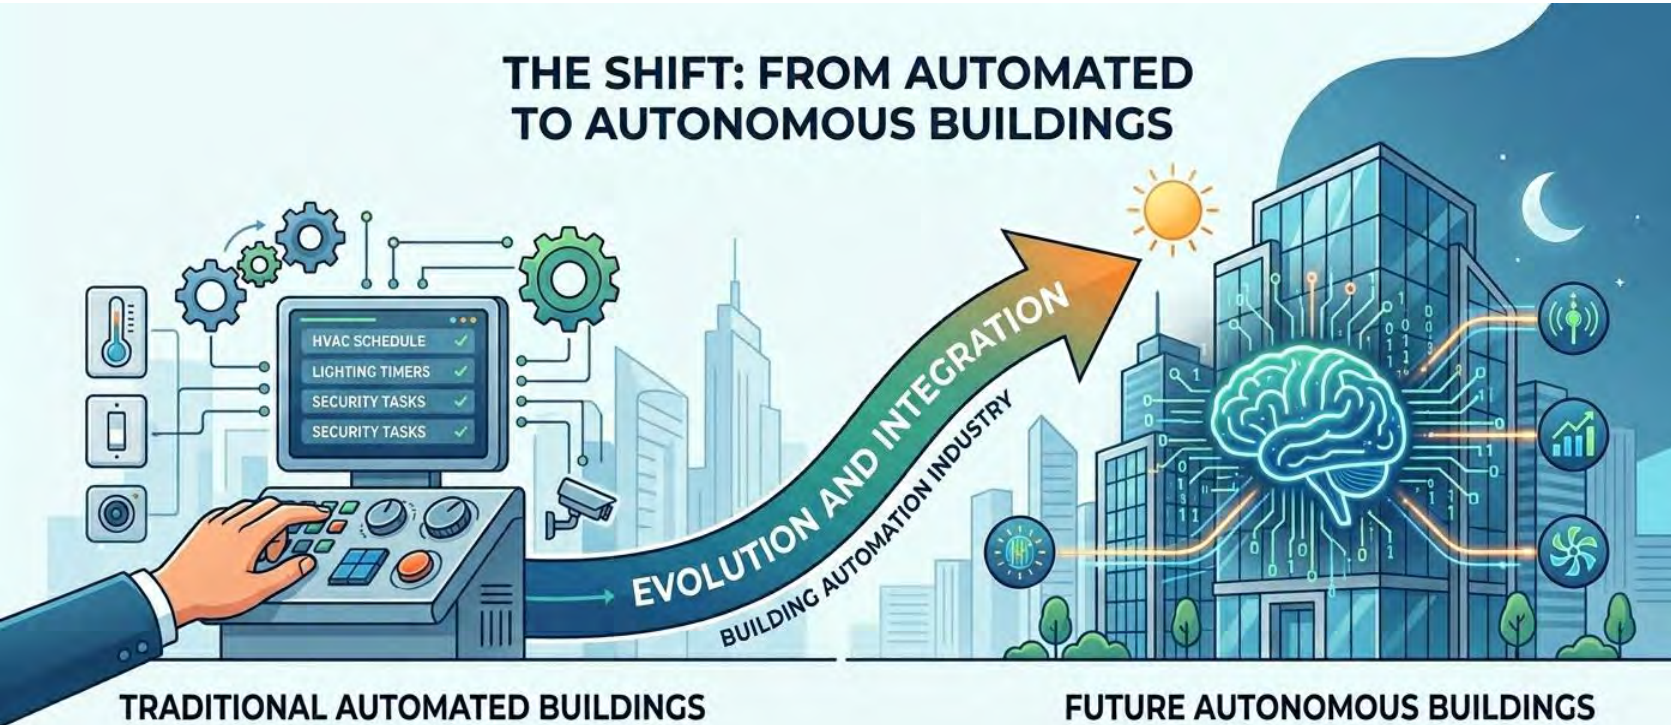 THE SHIFT: FROM AUTOMATED
TO AUTONOMOUS BUILDINGS
HVAC SCHEDULE
LIGHTING TIMERS
SECURITY TASKS
SECURITY TASKS
EVOLUTION AND INTEGRATION
BUILDING AUTOMATION INDUSTRY
TRADITIONAL AUTOMATED BUILDINGS
FUTURE AUTONOMOUS BUILDINGS